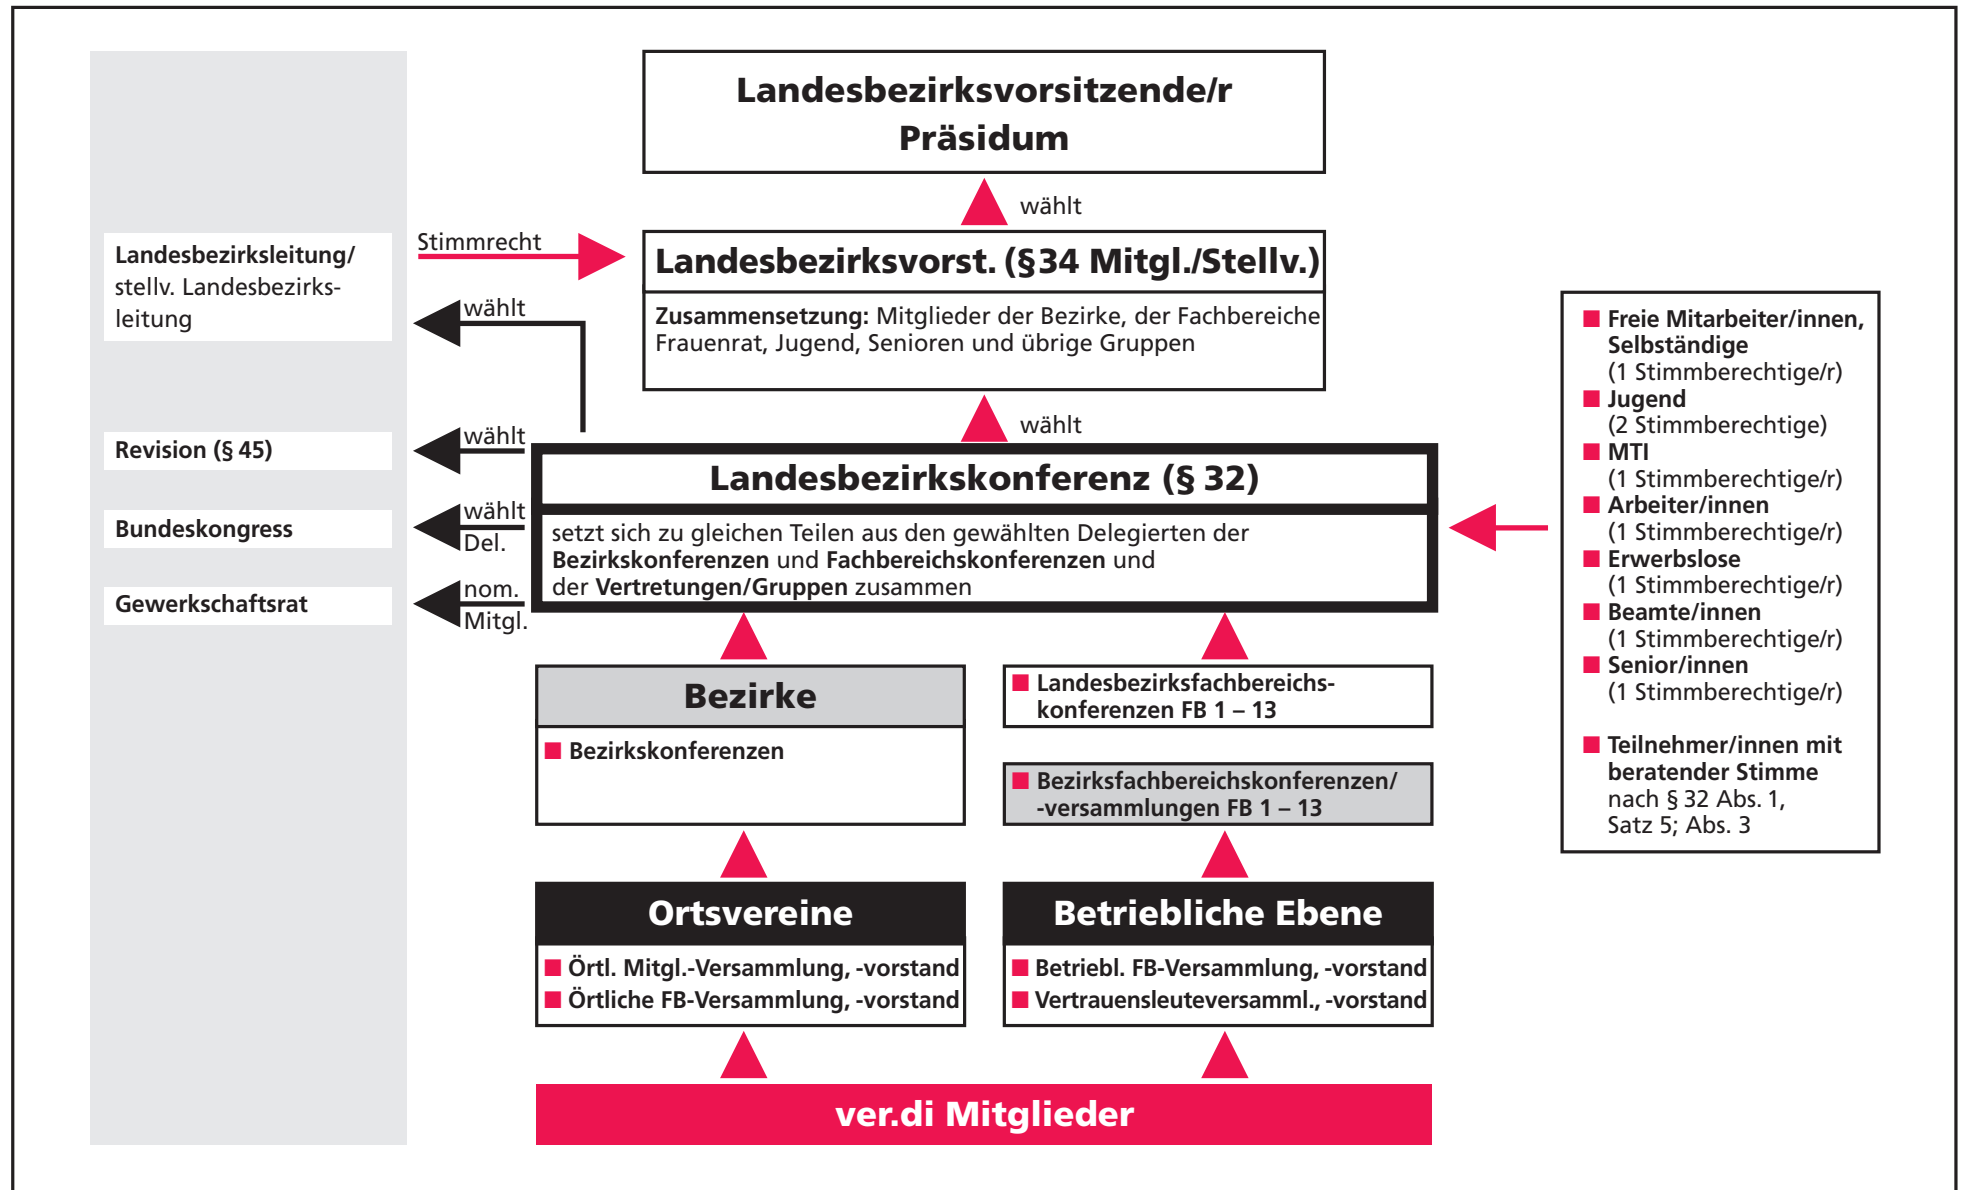 Landesbezirksvorsitzende/r
Präsidum
wählt
Stimmrecht
Landesbezirksleitung/
stellv. Landesbezirks-
leitung
Landesbezirksvorst. (§34 Mitgl./Stellv.)
Zusammensetzung: Mitglieder der Bezirke, der Fachbereiche
Frauenrat, Jugend, Senioren und übrige Gruppen
wählt
wählt
wählt
Revision (§ 45)
Landesbezirkskonferenz (§ 32)
setzt sich zu gleichen Teilen aus den gewählten Delegierten der
Bezirkskonferenzen und Fachbereichskonferenzen und
der Vertretungen/Gruppen zusammen
wählt
Del.
Bundeskongress
nom.
Mitgl.
Gewerkschaftsrat
Freie Mitarbeiter/innen,
Selbständige
(1 Stimmberechtige/r)
Jugend
(2 Stimmberechtige)
MTI
(1 Stimmberechtige/r)
Arbeiter/innen
(1 Stimmberechtige/r)
Erwerbslose
(1 Stimmberechtige/r)
Beamte/innen
(1 Stimmberechtige/r)
Senior/innen
(1 Stimmberechtige/r)
Teilnehmer/innen mit
beratender Stimme
nach § 32 Abs. 1,
Satz 5; Abs. 3
Bezirke
Bezirkskonferenzen
Landesbezirksfachbereichs-
konferenzen FB 1 – 13
Bezirksfachbereichskonferenzen/
-versammlungen FB 1 – 13
Ortsvereine
Örtl. Mitgl.-Versammlung, -vorstand
Örtliche FB-Versammlung, -vorstand
Betriebliche Ebene
Betriebl. FB-Versammlung, -vorstand
Vertrauensleuteversamml., -vorstand
ver.di Mitglieder